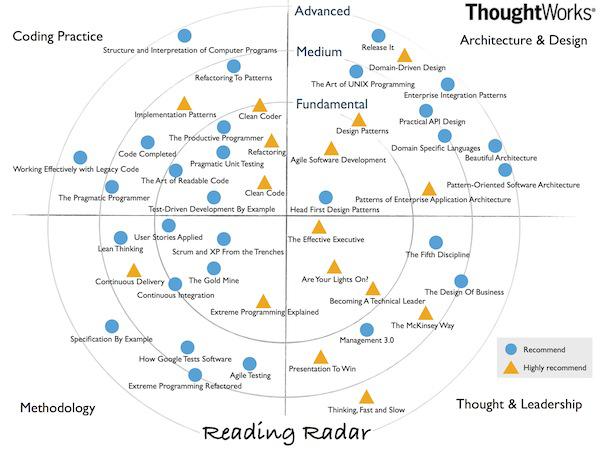 Advanced
ThoughtWorks®
Coding Practice
Architecture & Design
Release It
Structure and Interpretation of Computer Programs
Medium
Domain-Driven Design
Refactoring To Patterns
The Art of UNIX Programming
Enterprise Integration Patterns
Fundamental
Implementation Patterns
Clean Coder
Practical API Design
Design Patterns
The Productive Programmer
Domain Specific Languages
Code Completed
Refactoring
Agile Software Development
Beautiful Architecture
Pragmatic Unit Testing
Working Effectively with Legacy Code
The Art of Readable Code
Pattern-Oriented Software Architecture
The Pragmatic Programmer
Clean Code
Patterns of Enterprise Application Architecture
Test-Driven Development By Example
Head First Design Patterns
User Stories Applied
The Effective Executive
Lean Thinking
Scrum and XP From the Trenches
The Fifth Discipline
Continuous Delivery
The Gold Mine
Are Your Lights On?
Continuous Integration
The Design Of Business
Becoming A Technical Leader
Extreme Programming Explained
The McKinsey Way
Specification By Example
Management 3.0
Recommend
How Google Tests Software
Presentation To Win
Highly recommend
Agile Testing
Extreme Programming Refactored
Methodology
Thinking, Fast and Slow
Thought & Leadership
Reading Radar